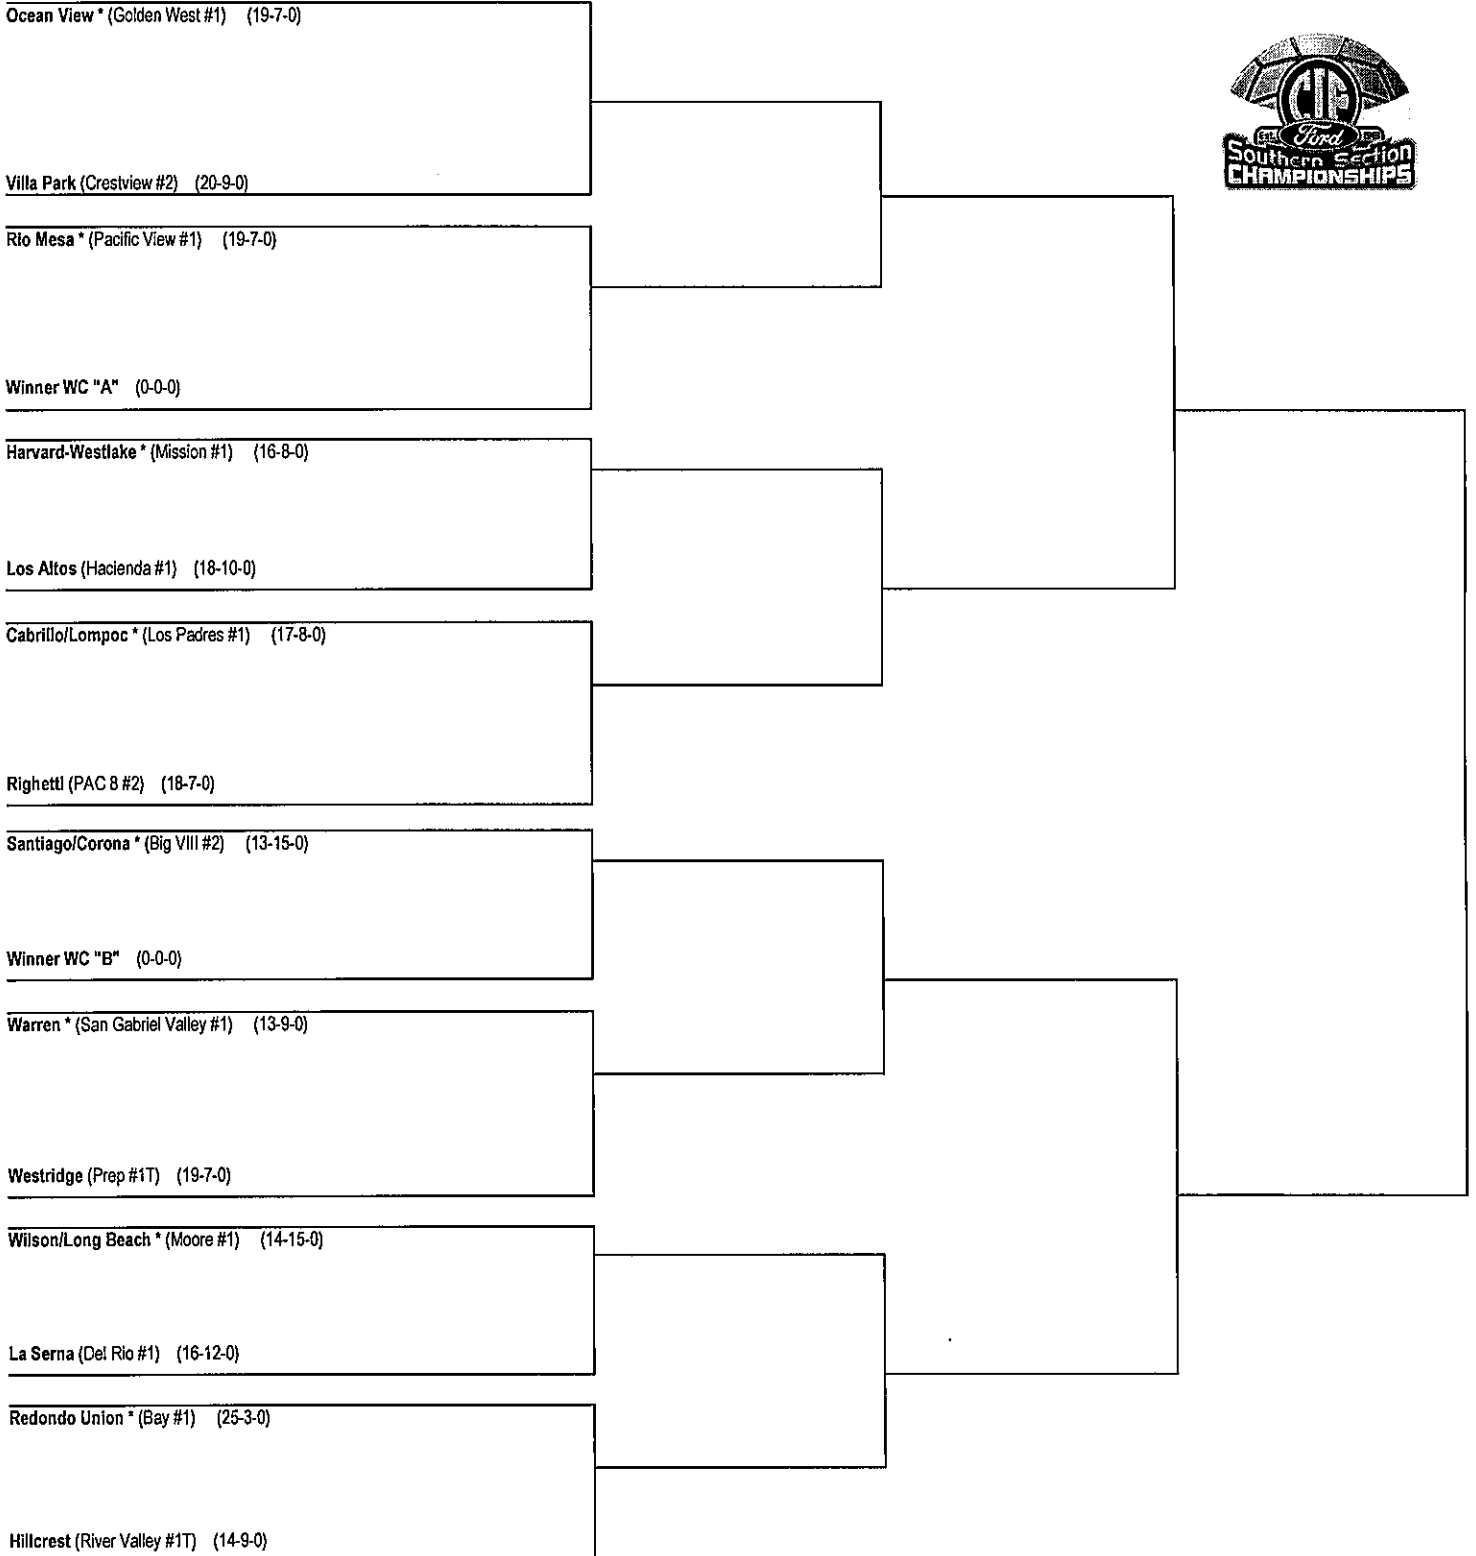 Ocean View * (Golden West #1) (19-7-0)
CIF
Ford
Southern Section
CHAMPIONSHIPS
Villa Park (Crestview #2) (20-9-0)
Rio Mesa * (Pacific View #1) (19-7-0)
Winner WC "A" (0-0-0)
Harvard-Westlake * (Mission #1) (16-8-0)
Los Altos (Hacienda #1) (18-10-0)
Cabrillo/Lompoc * (Los Padres #1) (17-8-0)
Righetti (PAC 8 #2) (18-7-0)
Santiago/Corona * (Big VIII #2) (13-15-0)
Winner WC "B" (0-0-0)
Warren * (San Gabriel Valley #1) (13-9-0)
Westridge (Prep #1T) (19-7-0)
Wilson/Long Beach * (Moore #1) (14-15-0)
La Serna (Del Rio #1) (16-12-0)
Redondo Union * (Bay #1) (25-3-0)
Hillcrest (River Valley #1T) (14-9-0)